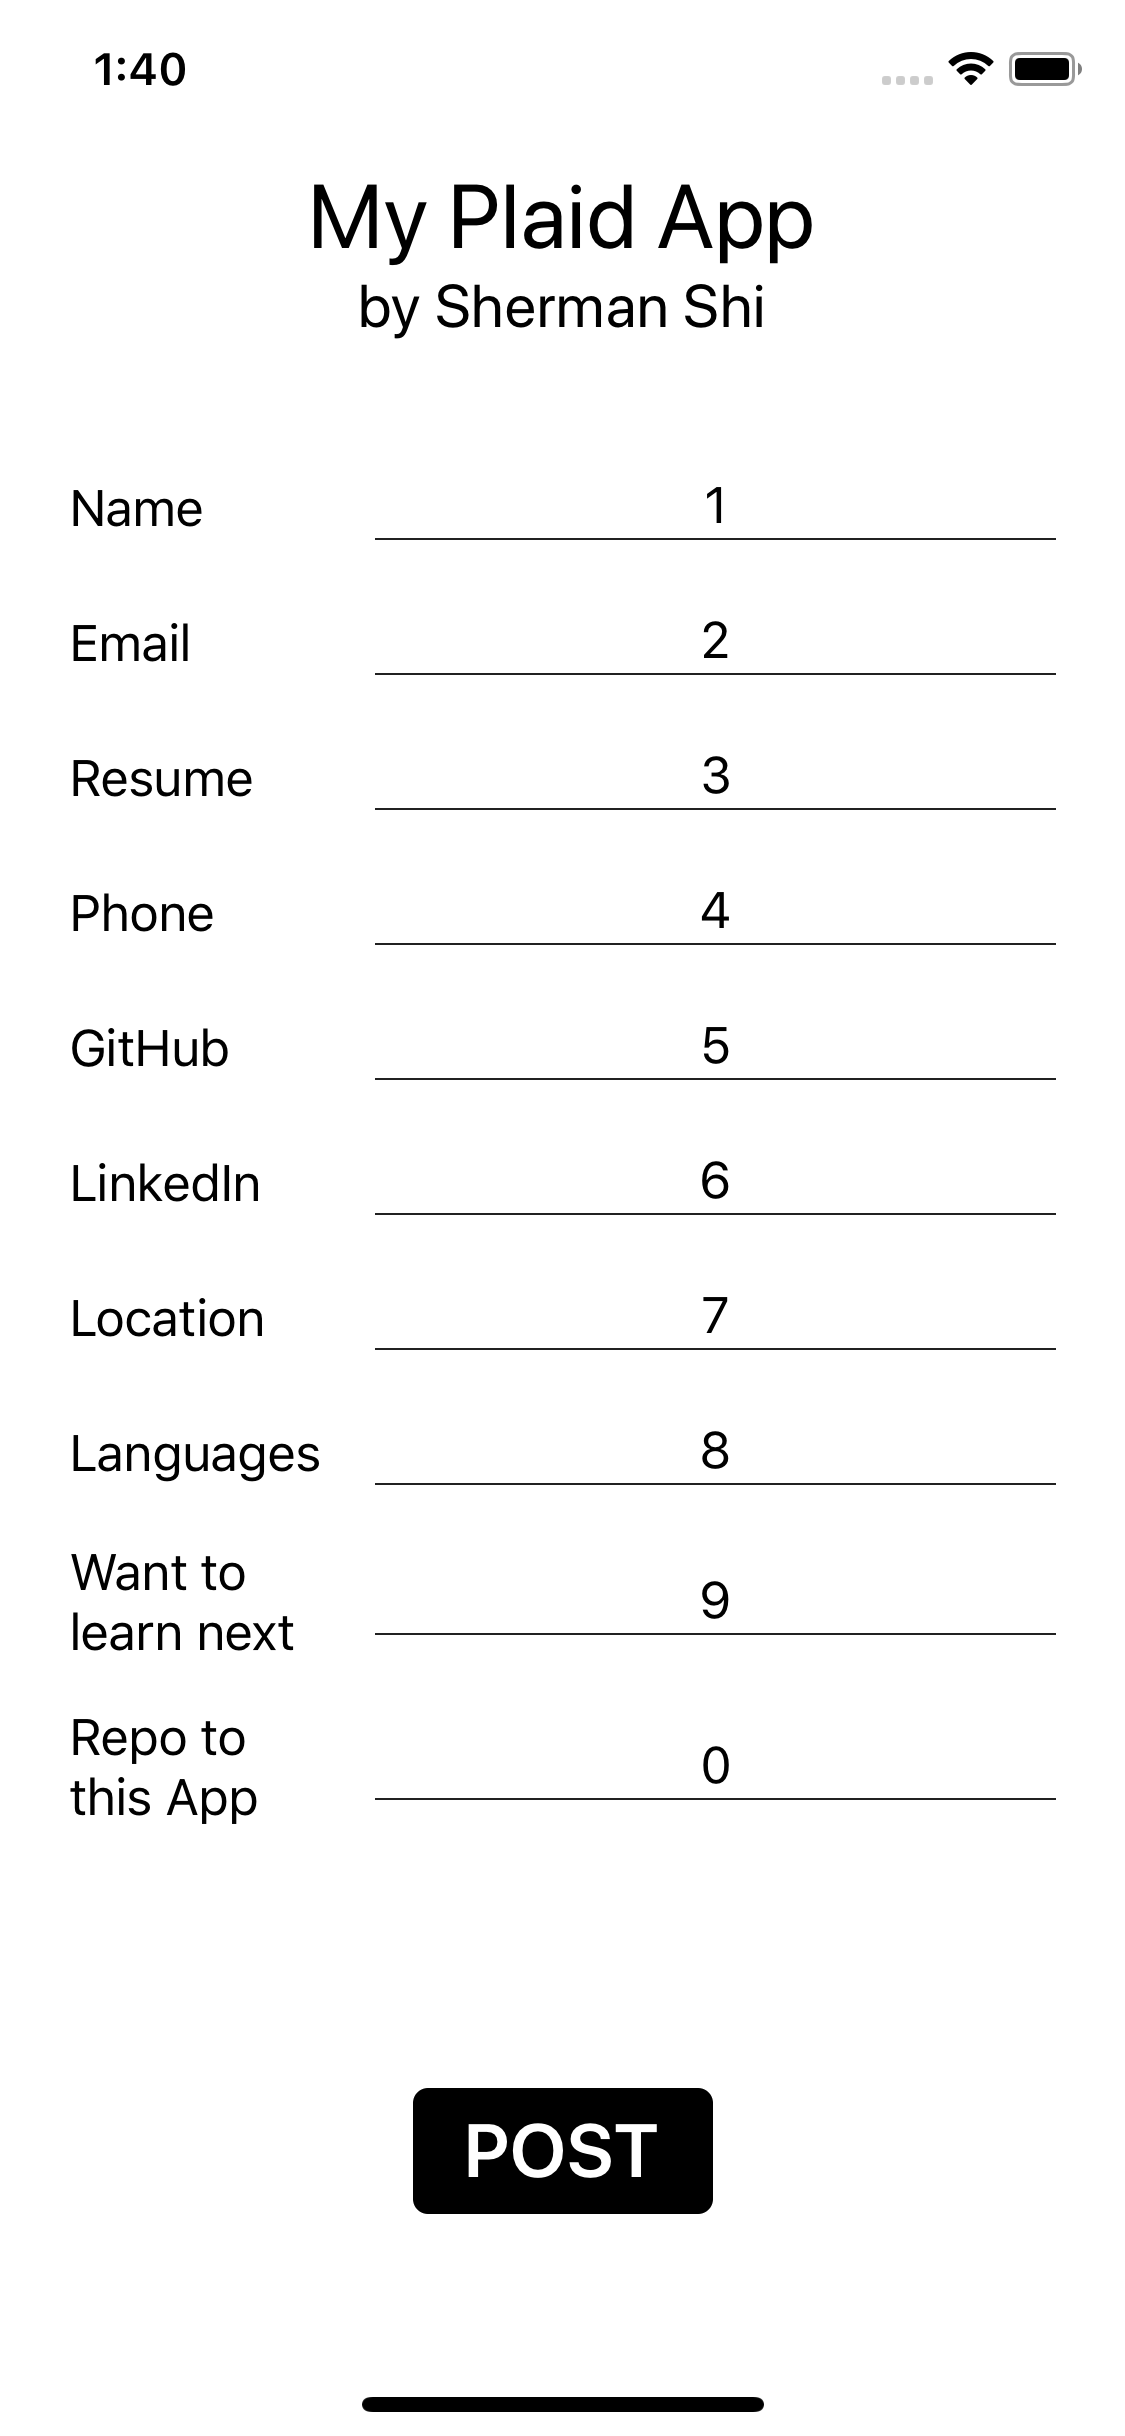 1:40
My Plaid App
by Sherman Shi
Name 1
Email 2
Resume 3
Phone 4
GitHub 5
LinkedIn 6
Location 7
Languages 8
Want to
learn next 9
Repo to
this App 0
POST